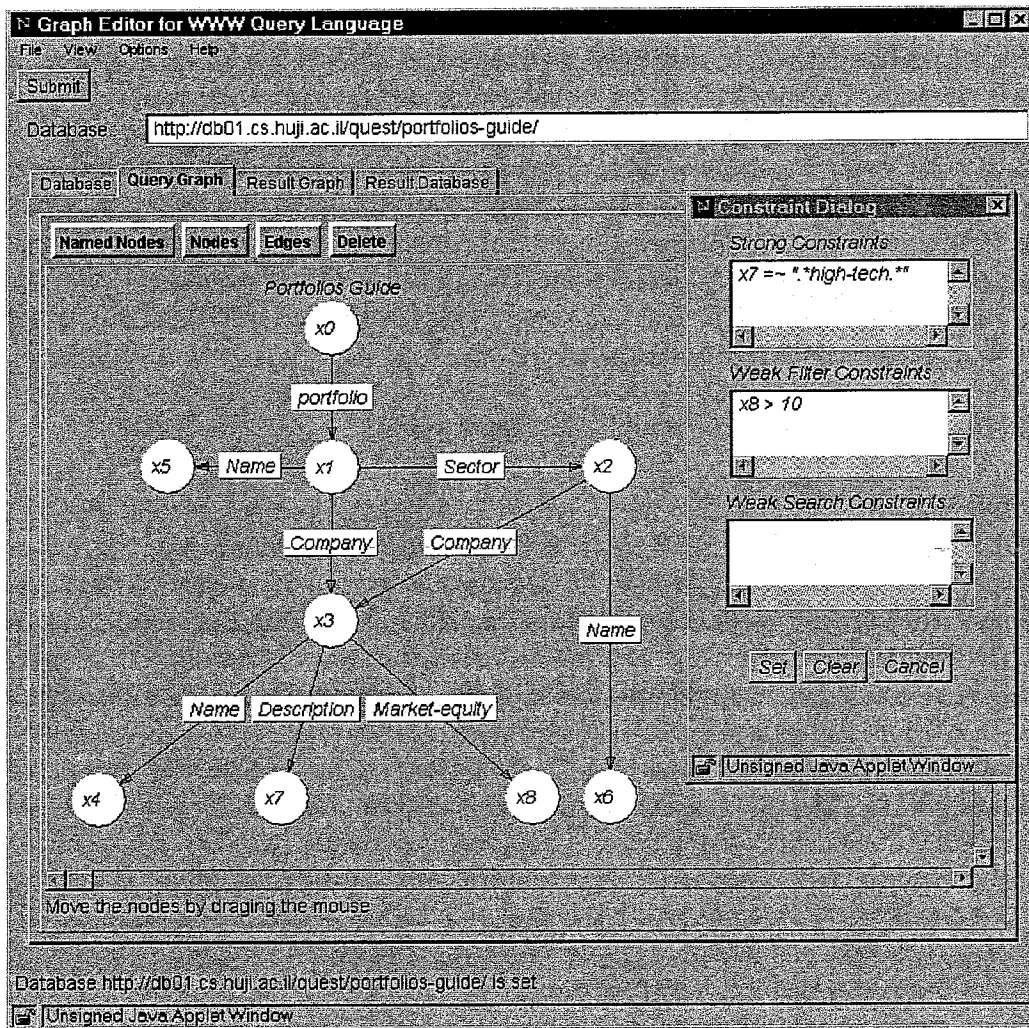 Graph Editor for WWW Query Language
File View Options Help
Submit
Database: http://db01.cs.huji.ac.il/quest/portfolios-guide/
Database Query Graph Result Graph Result Database
Named Nodes Nodes Edges Delete
Portfolios Guide
x0
portfolio
x5 Name x1 Sector x2
Company Company
x3
Name
Name Description Market-equity
x4 x7 x8 x6
Move the nodes by draging the mouse
Constraint Dialog
Strong Constraints
x7 =~ ".*high-tech.*"
Weak Filter Constraints
x8 > 10
Weak Search Constraints
Set Clear Cancel
Unsigned Java Applet Window
Database http://db01.cs.huji.ac.il/quest/portfolios-guide/ is set
Unsigned Java Applet Window